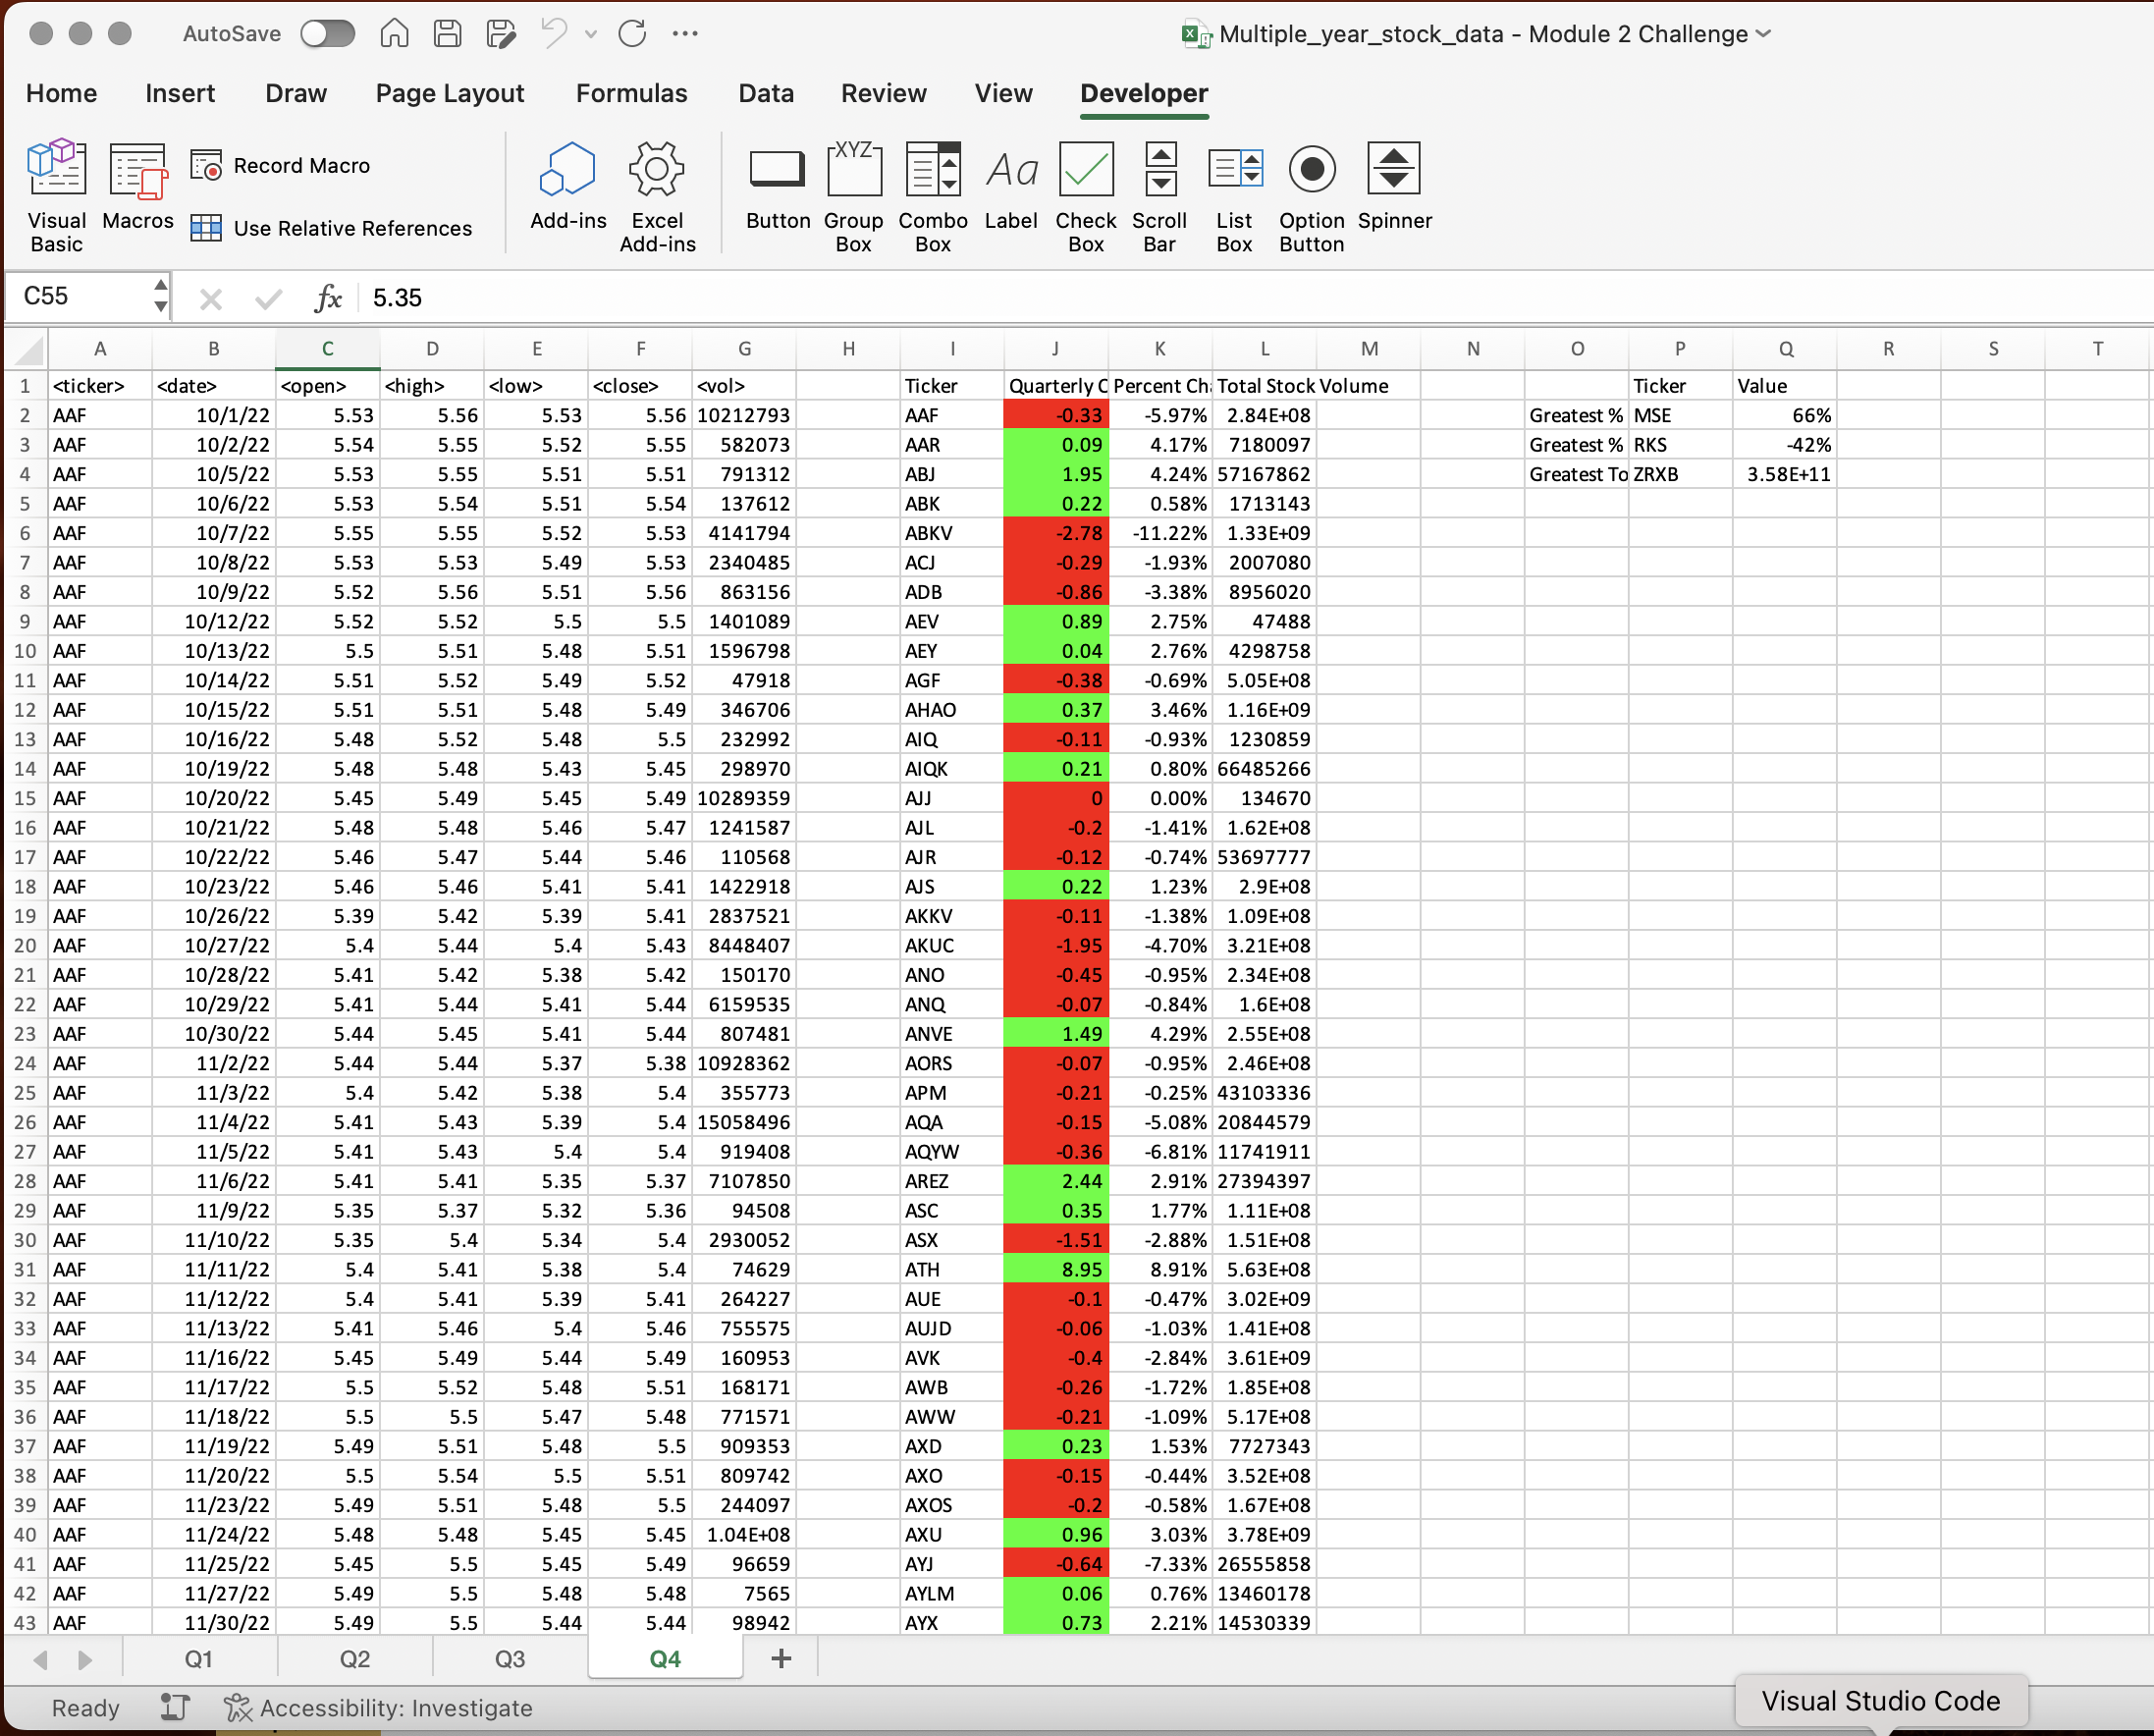 AutoSave
Multiple_year_stock_data - Module 2 Challenge
Home Insert Draw Page Layout Formulas Data Review View Developer
Visual Basic Macros Record Macro Use Relative References Add-ins Excel Add-ins Button XYZ Group Box Combo Box Aa Label Check Box Scroll Bar List Box Option Button Spinner
C55 fx 5.35
A B C D E F G H I J K L M N O P Q R S T
1 <ticker> <date> <open> <high> <low> <close> <vol> Ticker Quarterly C Percent Ch Total Stock Volume Ticker Value
2 AAF 10/1/22 5.53 5.56 5.53 5.56 10212793 AAF -0.33 -5.97% 2.84E+08 Greatest % MSE 66%
3 AAF 10/2/22 5.54 5.55 5.52 5.55 582073 AAR 0.09 4.17% 7180097 Greatest % RKS -42%
4 AAF 10/5/22 5.53 5.55 5.51 5.51 791312 ABJ 1.95 4.24% 57167862 Greatest To ZRXB 3.58E+11
5 AAF 10/6/22 5.53 5.54 5.51 5.54 137612 ABK 0.22 0.58% 1713143
6 AAF 10/7/22 5.55 5.55 5.52 5.53 4141794 ABKV -2.78 -11.22% 1.33E+09
7 AAF 10/8/22 5.53 5.53 5.49 5.53 2340485 ACJ -0.29 -1.93% 2007080
8 AAF 10/9/22 5.52 5.56 5.51 5.56 863156 ADB -0.86 -3.38% 8956020
9 AAF 10/12/22 5.52 5.52 5.5 5.5 1401089 AEV 0.89 2.75% 47488
10 AAF 10/13/22 5.5 5.51 5.48 5.51 1596798 AEY 0.04 2.76% 4298758
11 AAF 10/14/22 5.51 5.52 5.49 5.52 47918 AGF -0.38 -0.69% 5.05E+08
12 AAF 10/15/22 5.51 5.51 5.48 5.49 346706 AHAO 0.37 3.46% 1.16E+09
13 AAF 10/16/22 5.48 5.52 5.48 5.5 232992 AIQ -0.11 -0.93% 1230859
14 AAF 10/19/22 5.48 5.48 5.43 5.45 298970 AIQK 0.21 0.80% 66485266
15 AAF 10/20/22 5.45 5.49 5.45 5.49 10289359 AJJ 0 0.00% 134670
16 AAF 10/21/22 5.48 5.48 5.46 5.47 1241587 AJL -0.2 -1.41% 1.62E+08
17 AAF 10/22/22 5.46 5.47 5.44 5.46 110568 AJR -0.12 -0.74% 53697777
18 AAF 10/23/22 5.46 5.46 5.41 5.41 1422918 AJS 0.22 1.23% 2.9E+08
19 AAF 10/26/22 5.39 5.42 5.39 5.41 2837521 AKKV -0.11 -1.38% 1.09E+08
20 AAF 10/27/22 5.4 5.44 5.4 5.43 8448407 AKUC -1.95 -4.70% 3.21E+08
21 AAF 10/28/22 5.41 5.42 5.38 5.42 150170 ANO -0.45 -0.95% 2.34E+08
22 AAF 10/29/22 5.41 5.44 5.41 5.44 6159535 ANQ -0.07 -0.84% 1.6E+08
23 AAF 10/30/22 5.44 5.45 5.41 5.44 807481 ANVE 1.49 4.29% 2.55E+08
24 AAF 11/2/22 5.44 5.44 5.37 5.38 10928362 AORS -0.07 -0.95% 2.46E+08
25 AAF 11/3/22 5.4 5.42 5.38 5.4 355773 APM -0.21 -0.25% 43103336
26 AAF 11/4/22 5.41 5.43 5.39 5.4 15058496 AQA -0.15 -5.08% 20844579
27 AAF 11/5/22 5.41 5.43 5.4 5.4 919408 AQYW -0.36 -6.81% 11741911
28 AAF 11/6/22 5.41 5.41 5.35 5.37 7107850 AREZ 2.44 2.91% 27394397
29 AAF 11/9/22 5.35 5.37 5.32 5.36 94508 ASC 0.35 1.77% 1.11E+08
30 AAF 11/10/22 5.35 5.4 5.34 5.4 2930052 ASX -1.51 -2.88% 1.51E+08
31 AAF 11/11/22 5.4 5.41 5.38 5.4 74629 ATH 8.95 8.91% 5.63E+08
32 AAF 11/12/22 5.4 5.41 5.39 5.41 264227 AUE -0.1 -0.47% 3.02E+09
33 AAF 11/13/22 5.41 5.46 5.4 5.46 755575 AUJD -0.06 -1.03% 1.41E+08
34 AAF 11/16/22 5.45 5.49 5.44 5.49 160953 AVK -0.4 -2.84% 3.61E+09
35 AAF 11/17/22 5.5 5.52 5.48 5.51 168171 AWB -0.26 -1.72% 1.85E+08
36 AAF 11/18/22 5.5 5.5 5.47 5.48 771571 AWW -0.21 -1.09% 5.17E+08
37 AAF 11/19/22 5.49 5.51 5.48 5.5 909353 AXD 0.23 1.53% 7727343
38 AAF 11/20/22 5.5 5.54 5.5 5.51 809742 AXO -0.15 -0.44% 3.52E+08
39 AAF 11/23/22 5.49 5.51 5.48 5.5 244097 AXOS -0.2 -0.58% 1.67E+08
40 AAF 11/24/22 5.48 5.48 5.45 5.45 1.04E+08 AXU 0.96 3.03% 3.78E+09
41 AAF 11/25/22 5.45 5.5 5.45 5.49 96659 AYJ -0.64 -7.33% 26555858
42 AAF 11/27/22 5.49 5.5 5.48 5.48 7565 AYLM 0.06 0.76% 13460178
43 AAF 11/30/22 5.49 5.5 5.44 5.44 98942 AYX 0.73 2.21% 14530339
Q1 Q2 Q3 Q4 +
Ready Accessibility: Investigate
Visual Studio Code